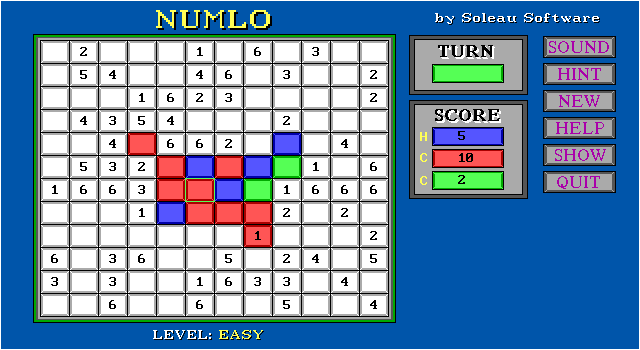 NUMLO
by Soleau Software
2 1 6 3
5 4 4 6 3 2
1 6 2 3 2
4 3 5 4 2
4 6 6 2 4
5 3 2 1 6
1 6 6 3 1 6 6 6
1 2 2
1 2
6 3 6 5 2 4 5
3 3 1 6 3 3 4
6 6 5 4
LEVEL: EASY
TURN
SCORE
H 5
C 10
C 2
SOUND
HINT
NEW
HELP
SHOW
QUIT